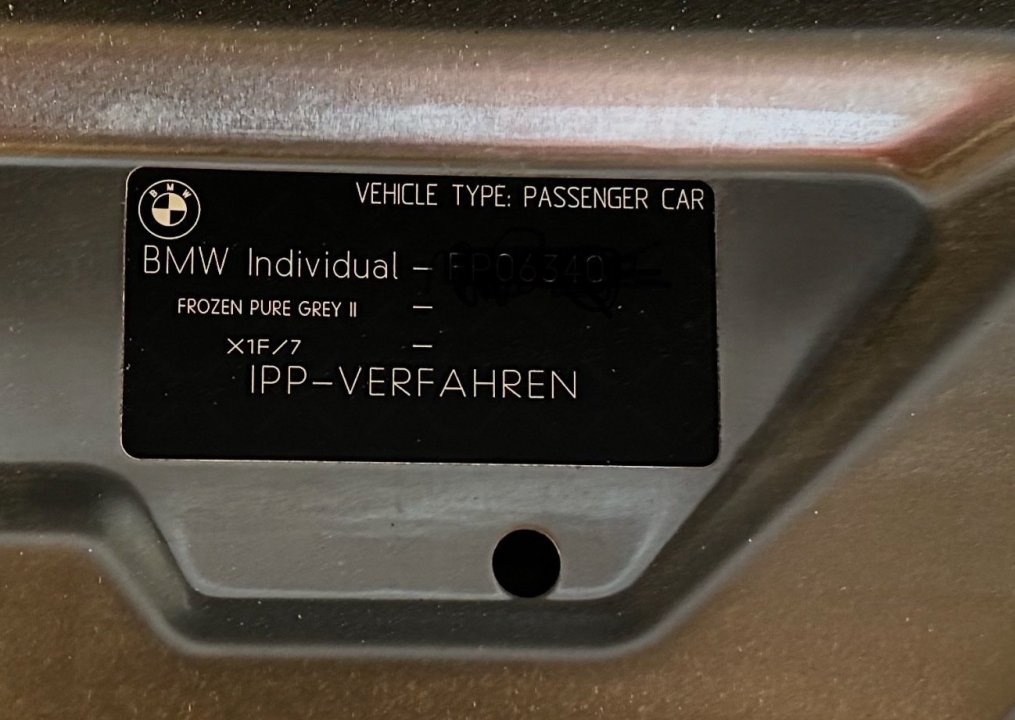 BMW
VEHICLE TYPE: PASSENGER CAR
BMW Individual –
FROZEN PURE GREY II –
X1F/7 –
IPP-VERFAHREN